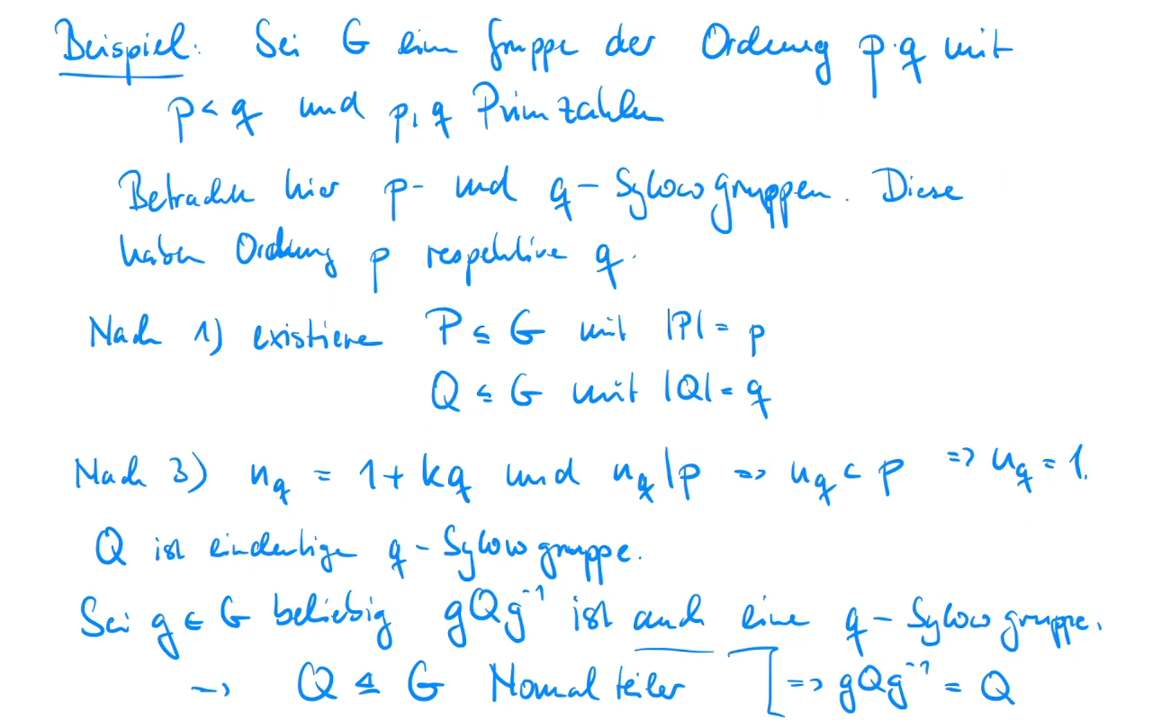 Beispiel: Sei G eine Gruppe der Ordnung p·q mit
p < q und p, q Primzahlen
Betrachte hier p- und q-Sylowgruppen. Diese
haben Ordnung p respektive q.
Nach 1) existiere P ≤ G mit |P| = p
Q ≤ G mit |Q| = q
Nach 3) n_q = 1 + kq und n_q | p => n_q < p => n_q = 1.
Q ist eindeutige q-Sylowgruppe.
Sei g ∈ G beliebig gQg⁻¹ ist auch eine q-Sylowgruppe.
→ Q ⊴ G Normalteiler [=> gQg⁻¹ = Q